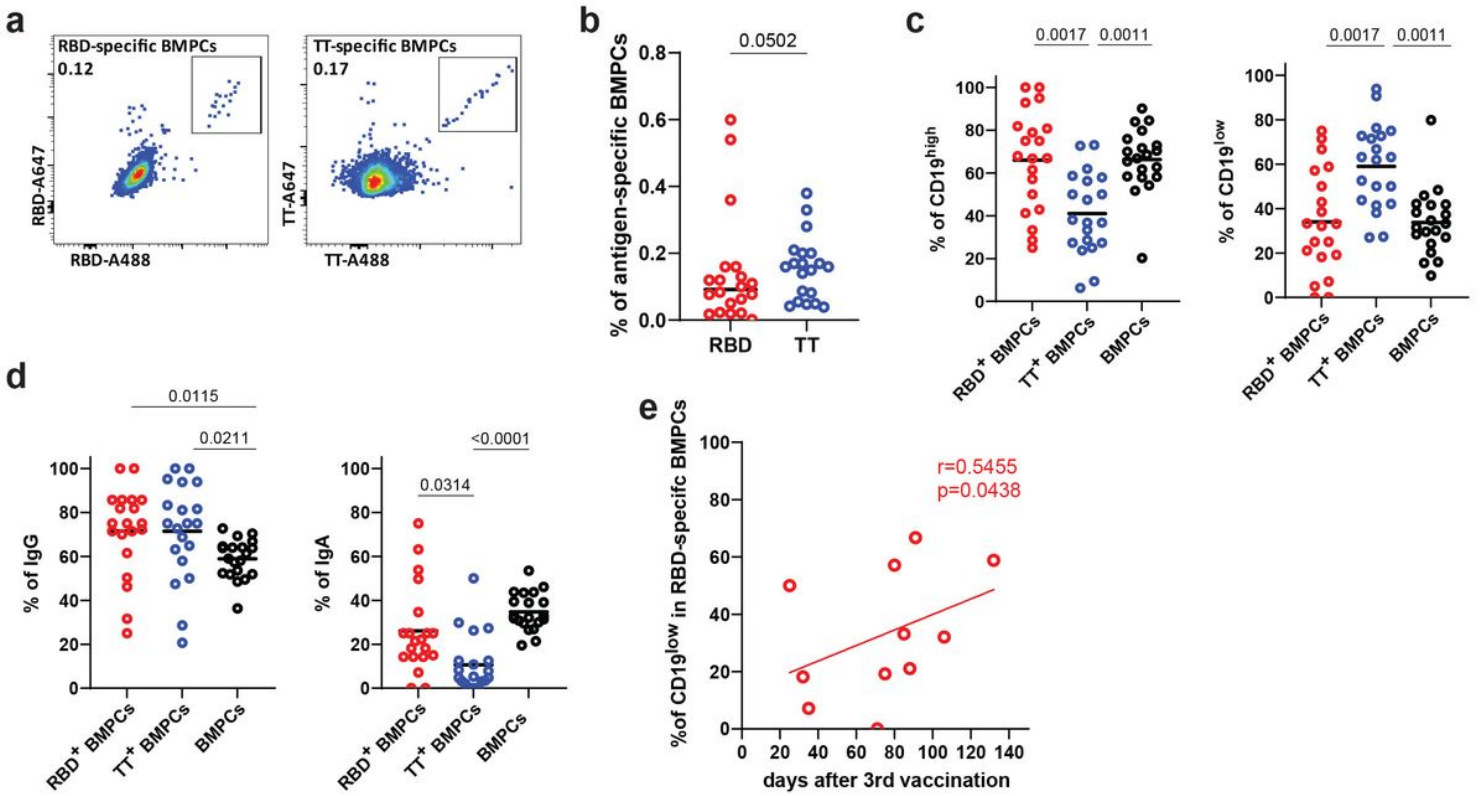 a
RBD-specific BMPCs
0.12
RBD-A647
RBD-A488
TT-specific BMPCs
0.17
TT-A647
TT-A488
b
0.0502
% of antigen-specific BMPCs
0.8
0.6
0.4
0.2
0.0
RBD
TT
c
0.0017
0.0011
% of CD19high
100
80
60
40
20
0
RBD+ BMPCs
TT+ BMPCs
BMPCs
0.0017
0.0011
% of CD19low
100
80
60
40
20
0
RBD+ BMPCs
TT+ BMPCs
BMPCs
d
0.0115
0.0211
% of IgG
100
80
60
40
20
0
RBD+ BMPCs
TT+ BMPCs
BMPCs
<0.0001
0.0314
% of IgA
100
80
60
40
20
0
RBD+ BMPCs
TT+ BMPCs
BMPCs
e
%of CD19low in RBD-specifc BMPCs
100
80
60
40
20
0
r=0.5455
p=0.0438
0 20 40 60 80 100 120 140
days after 3rd vaccination